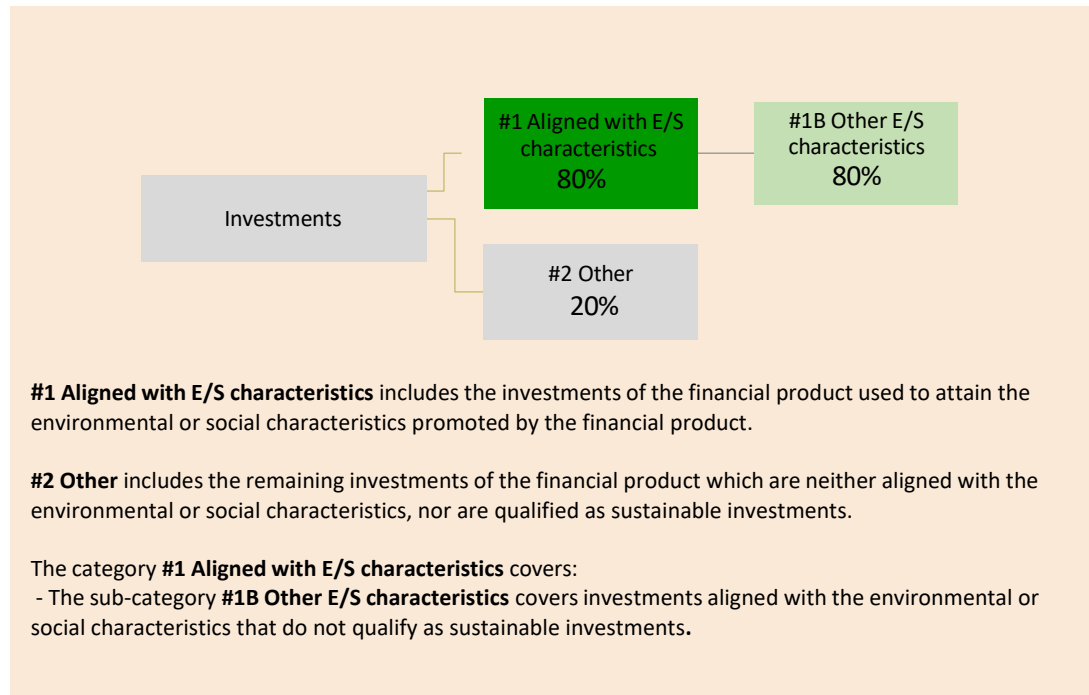 #1 Aligned with E/S
characteristics
80%
#1B Other E/S
characteristics
80%
Investments
#2 Other
20%
#1 Aligned with E/S characteristics includes the investments of the financial product used to attain the
environmental or social characteristics promoted by the financial product.
#2 Other includes the remaining investments of the financial product which are neither aligned with the
environmental or social characteristics, nor are qualified as sustainable investments.
The category #1 Aligned with E/S characteristics covers:
- The sub-category #1B Other E/S characteristics covers investments aligned with the environmental or
social characteristics that do not qualify as sustainable investments.